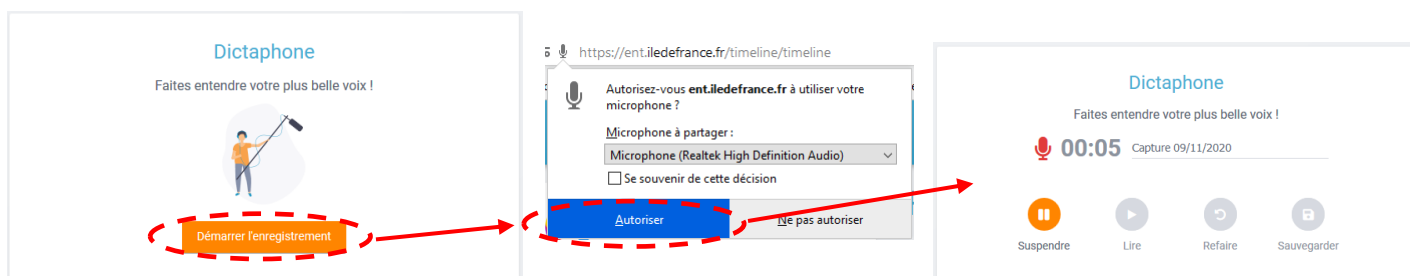 Dictaphone
Faites entendre votre plus belle voix !
Démarrer l'enregistrement
https://ent.iledefrance.fr/timeline/timeline
Autorisez-vous ent.iledefrance.fr à utiliser votre
microphone ?
Microphone à partager :
Microphone (Realtek High Definition Audio)
Se souvenir de cette décision
Autoriser
Ne pas autoriser
Dictaphone
Faites entendre votre plus belle voix !
00:05 Capture 09/11/2020
Suspendre Lire Refaire Sauvegarder